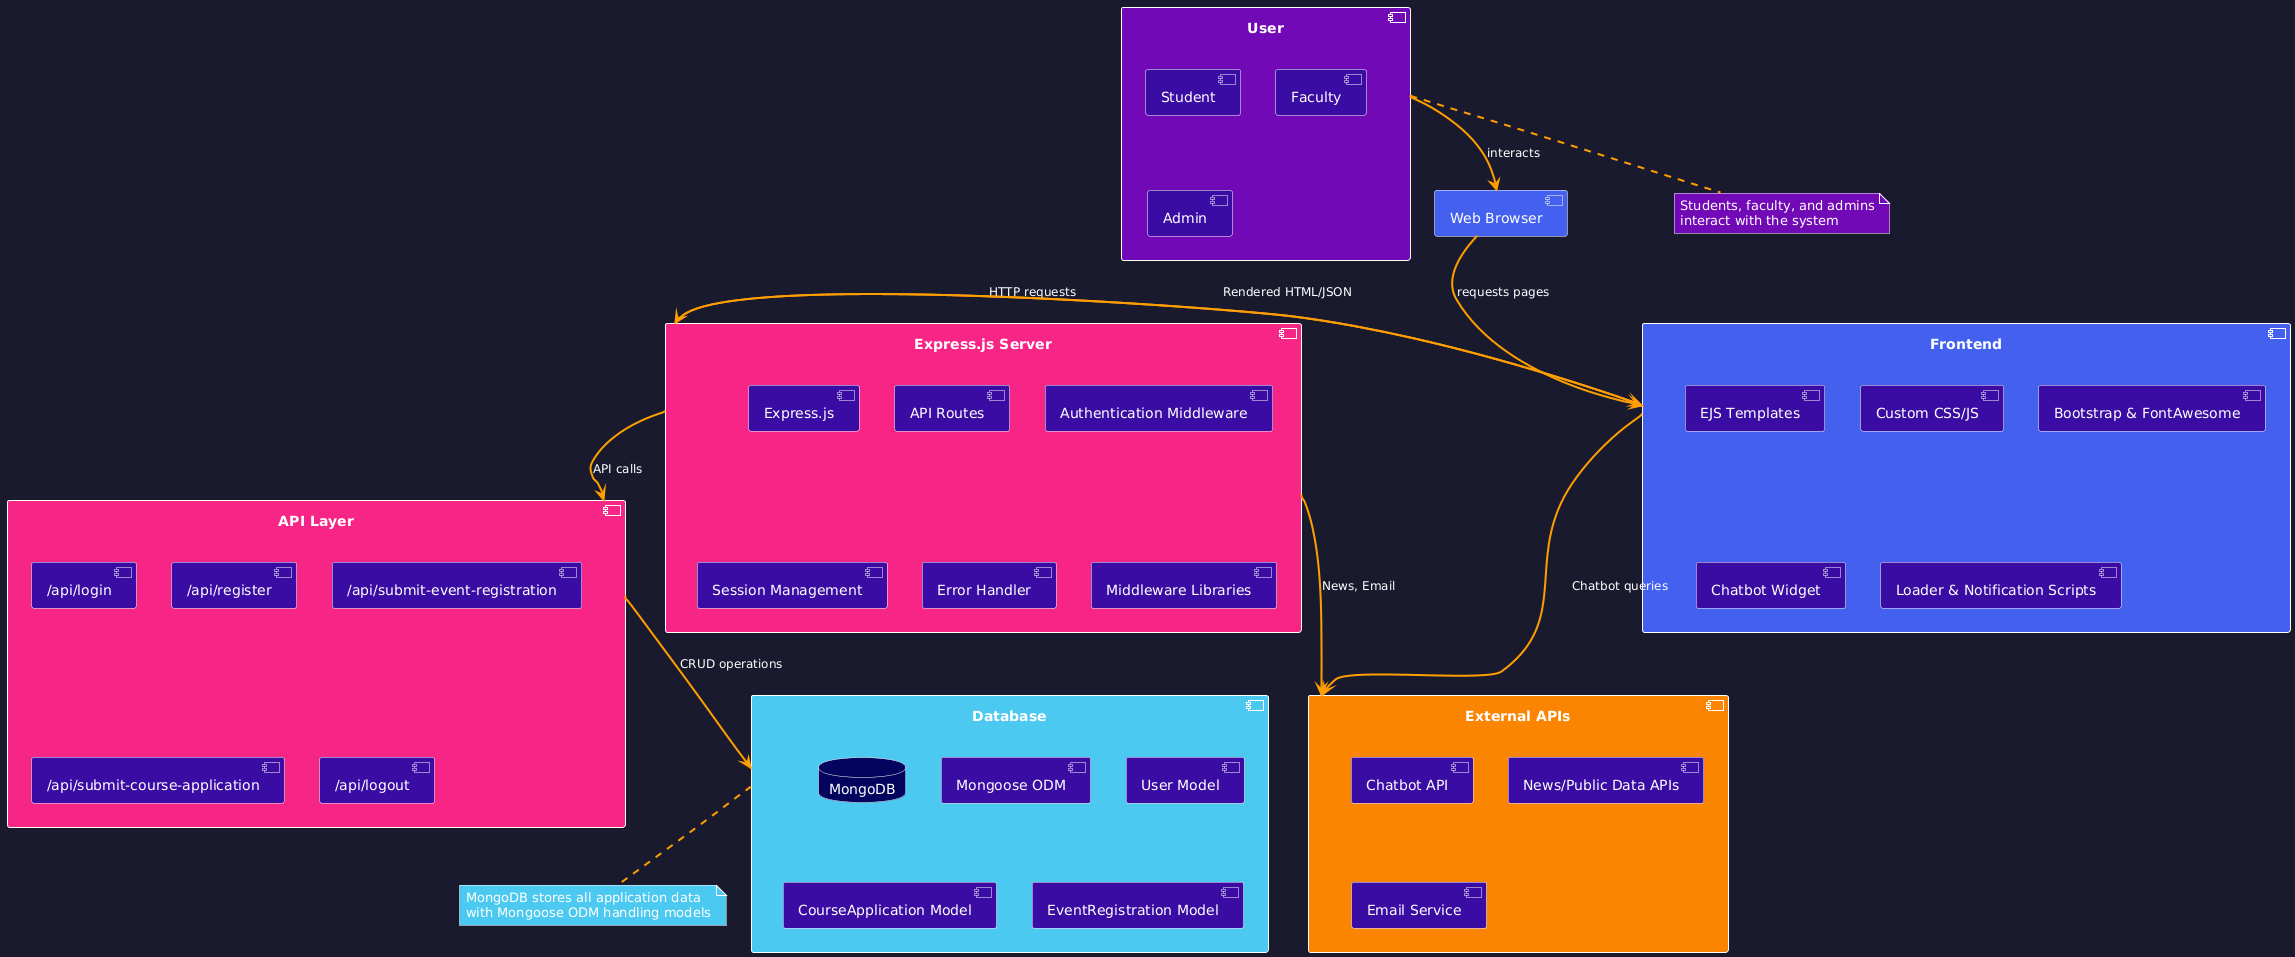 User
Student
Faculty
interacts
Admin
Web Browser
Students, faculty, and admins
interact with the system
HTTP requests
Rendered HTML/JSON
requests pages
Express.js Server
Frontend
Express.js
API Routes
Authentication Middleware
EJS Templates
Custom CSS/JS
Bootstrap & FontAwesome
API calls
API Layer
/api/login
/api/register
/api/submit-event-registration
Session Management
Error Handler
Middleware Libraries
News, Email
Chatbot queries
Chatbot Widget
Loader & Notification Scripts
CRUD operations
Database
External APIs
/api/submit-course-application
/api/logout
MongoDB
Mongoose ODM
User Model
Chatbot API
News/Public Data APIs
MongoDB stores all application data
with Mongoose ODM handling models
CourseApplication Model
EventRegistration Model
Email Service